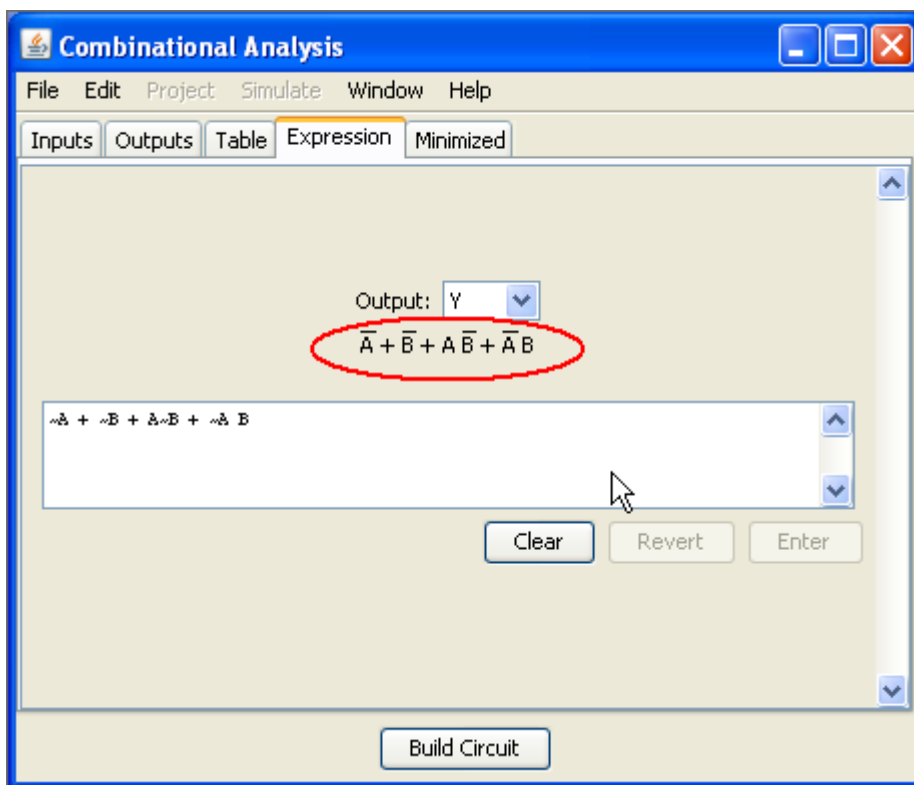 Combinational Analysis
File Edit Project Simulate Window Help
Inputs Outputs Table Expression Minimized
Output: Y
A̅ + B̅ + A B̅ + A̅ B
~A + ~B + A~B + ~A B
Clear Revert Enter
Build Circuit